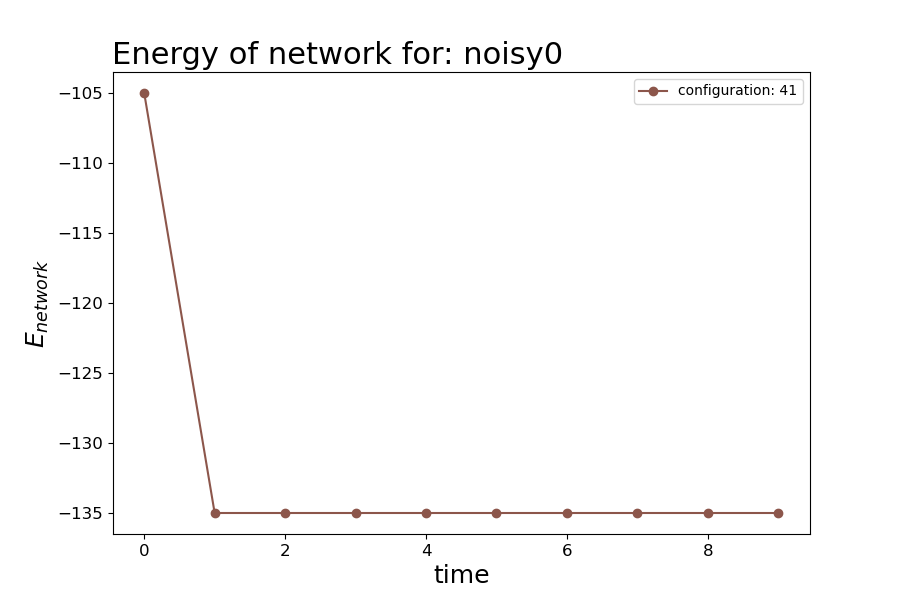 Energy of network for: noisy0
configuration: 41
−105
−110
−115
−120
−125
−130
−135
E_network
0 2 4 6 8
time